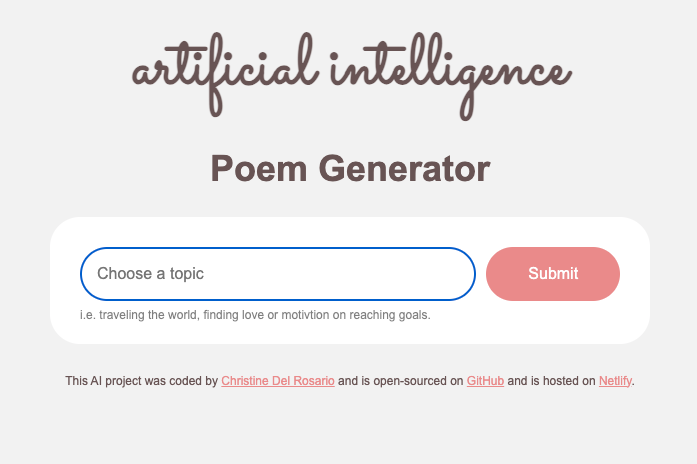 artificial intelligence
Poem Generator
Choose a topic Submit
i.e. traveling the world, finding love or motivtion on reaching goals.
This AI project was coded by Christine Del Rosario and is open-sourced on GitHub and is hosted on Netlify.